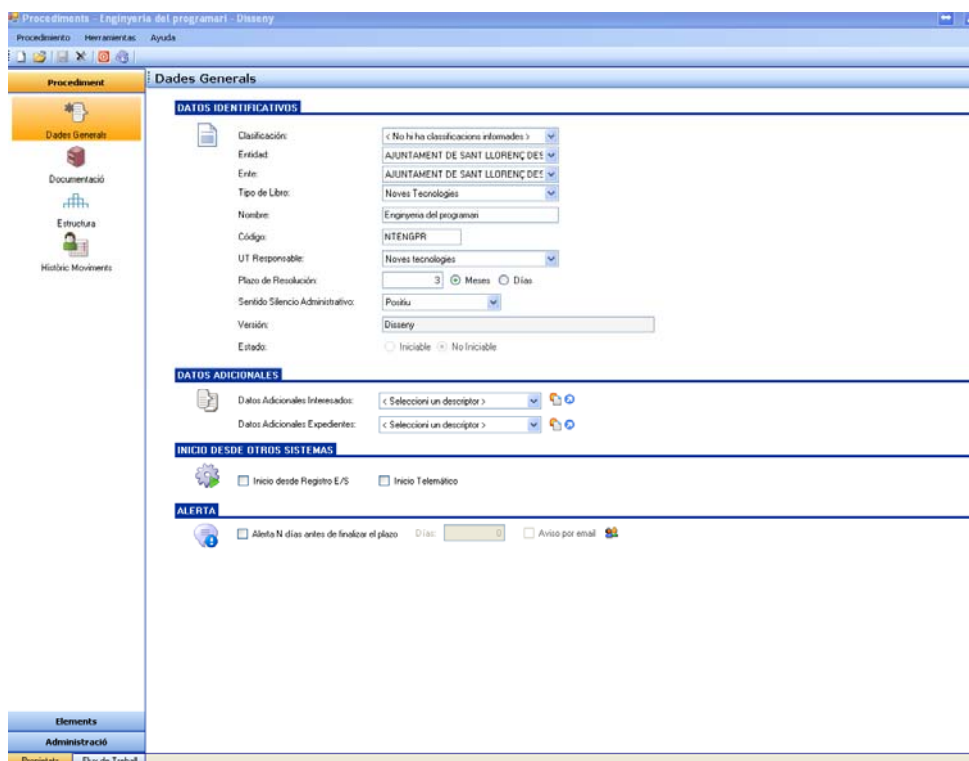 Procediments - Enginyeria del programari - Disseny
Procedimiento Herramientas Ayuda
Procediment
Dades Generals
Dades Generals
Documentació
Estructura
Històric Moviments
DATOS IDENTIFICATIVOS
Clasificación: < No hi ha classificacions informades >
Entidad: AJUNTAMENT DE SANT LLORENÇ DES
Ente: AJUNTAMENT DE SANT LLORENÇ DES
Tipo de Libro: Noves Tecnologies
Nombre: Enginyeria del programari
Código: NTENGPR
UT Responsable: Noves tecnologies
Plazo de Resolución: 3 Meses Días
Sentido Silencio Administrativo: Positiu
Versión: Disseny
Estado: Iniciable No Iniciable
DATOS ADICIONALES
Datos Adicionales Interesados: < Seleccioni un descriptor >
Datos Adicionales Expedientes: < Seleccioni un descriptor >
INICIO DESDE OTROS SISTEMAS
Inicio desde Registro E/S Inicio Telemático
ALERTA
Alerta N días antes de finalizar el plazo Días: 0 Aviso por email
Elements
Administració